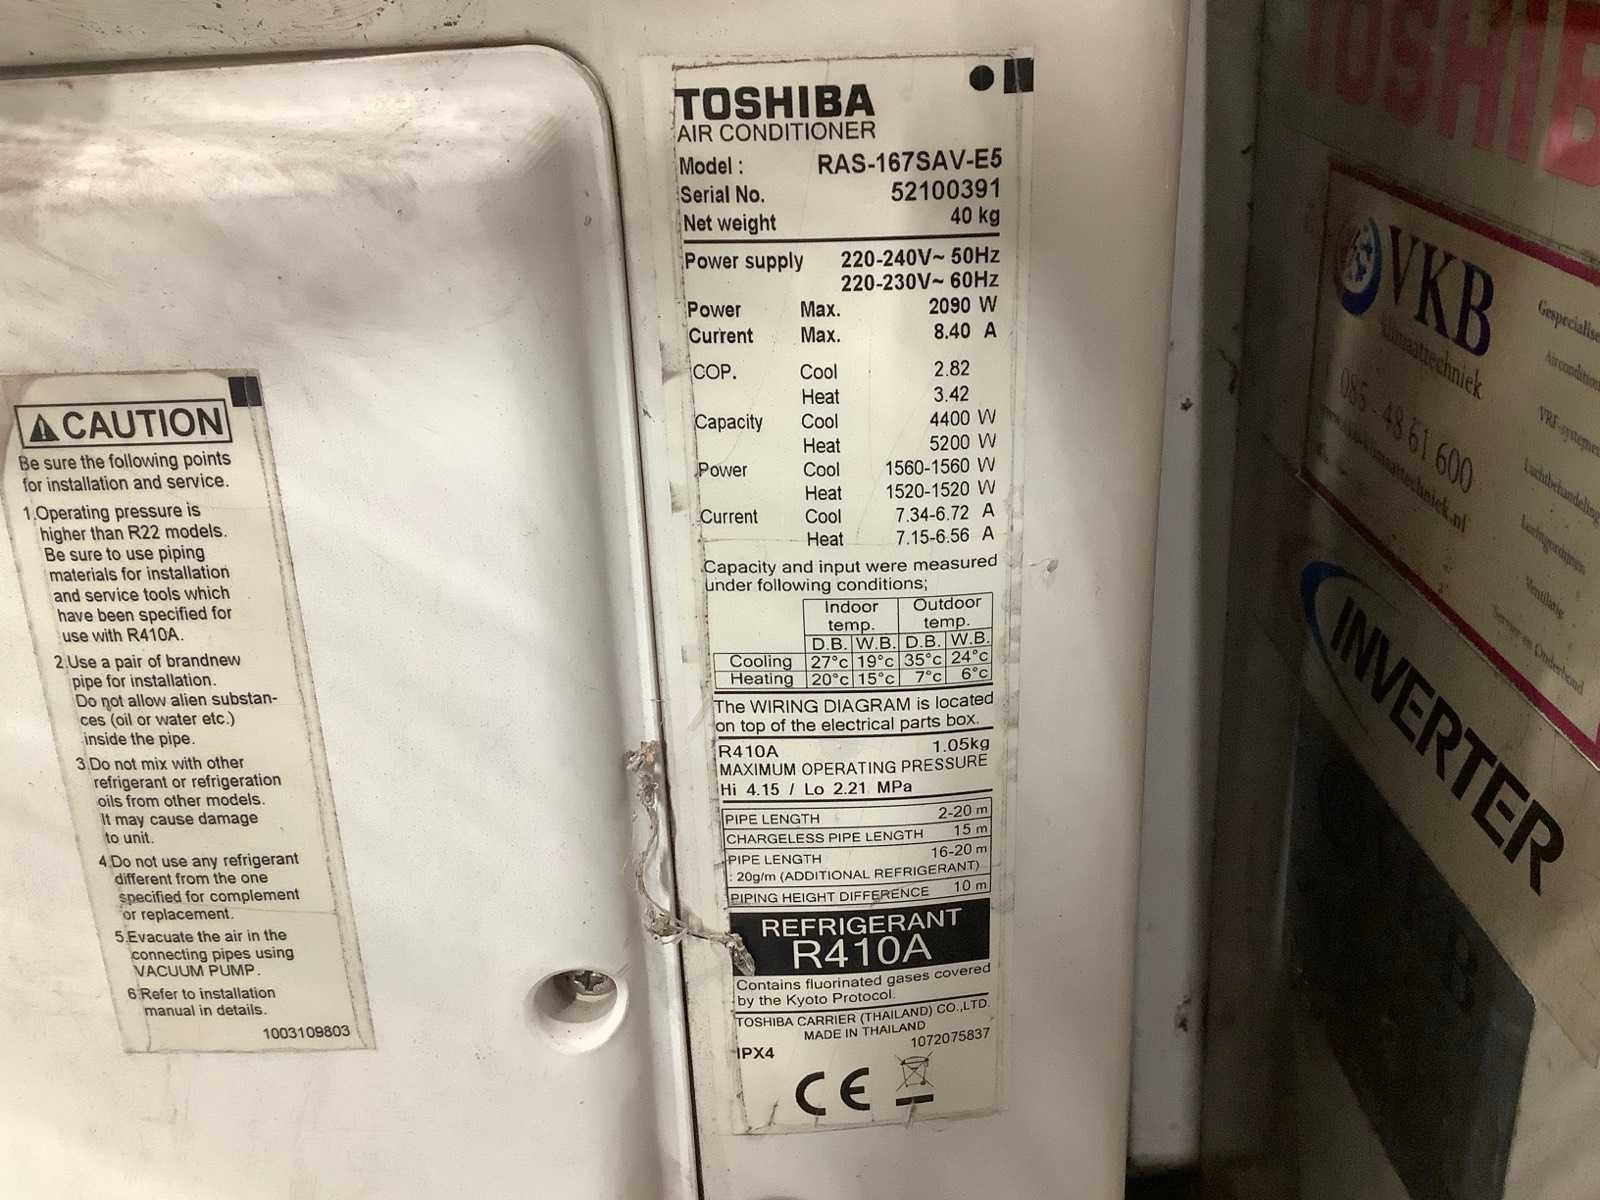 CAUTION
Be sure the following points
for installation and service.
1.Operating pressure is
higher than R22 models.
Be sure to use piping
materials for installation
and service tools which
have been specified for
use with R410A.
2.Use a pair of brandnew
pipe for installation.
Do not allow alien substan-
ces (oil or water etc.)
inside the pipe.
3.Do not mix with other
refrigerant or refrigeration
oils from other models.
It may cause damage
to unit.
4.Do not use any refrigerant
different from the one
specified for complement
or replacement.
5.Evacuate the air in the
connecting pipes using
VACUUM PUMP.
6.Refer to installation
manual in details.
1003109803
TOSHIBA
AIR CONDITIONER
Model : RAS-167SAV-E5
Serial No. 52100391
Net weight 40 kg
Power supply 220-240V~ 50Hz
220-230V~ 60Hz
Power Max. 2090 W
Current Max. 8.40 A
COP. Cool 2.82
Heat 3.42
Capacity Cool 4400 W
Heat 5200 W
Power Cool 1560-1560 W
Heat 1520-1520 W
Current Cool 7.34-6.72 A
Heat 7.15-6.56 A
Capacity and input were measured
under following conditions;
Indoor temp. Outdoor temp.
D.B. W.B. D.B. W.B.
Cooling 27°c 19°c 35°c 24°c
Heating 20°c 15°c 7°c 6°c
The WIRING DIAGRAM is located
on top of the electrical parts box.
R410A 1.05kg
MAXIMUM OPERATING PRESSURE
Hi 4.15 / Lo 2.21 MPa
PIPE LENGTH 2-20 m
CHARGELESS PIPE LENGTH 15 m
PIPE LENGTH 16-20 m
: 20g/m (ADDITIONAL REFRIGERANT)
PIPING HEIGHT DIFFERENCE 10 m
REFRIGERANT
R410A
Contains fluorinated gases covered
by the Kyoto Protocol.
TOSHIBA CARRIER (THAILAND) CO.,LTD.
MADE IN THAILAND
1072075837
IPX4
CE
TOSHIB
VKB
klimaattechniek
085 - 48 61 600
Gespecialise
Airconditio
VRF-systeme
Luchtbehandeling
Luchtgordijnen
Ventilatie
Service en Onderhoud
INVERTER